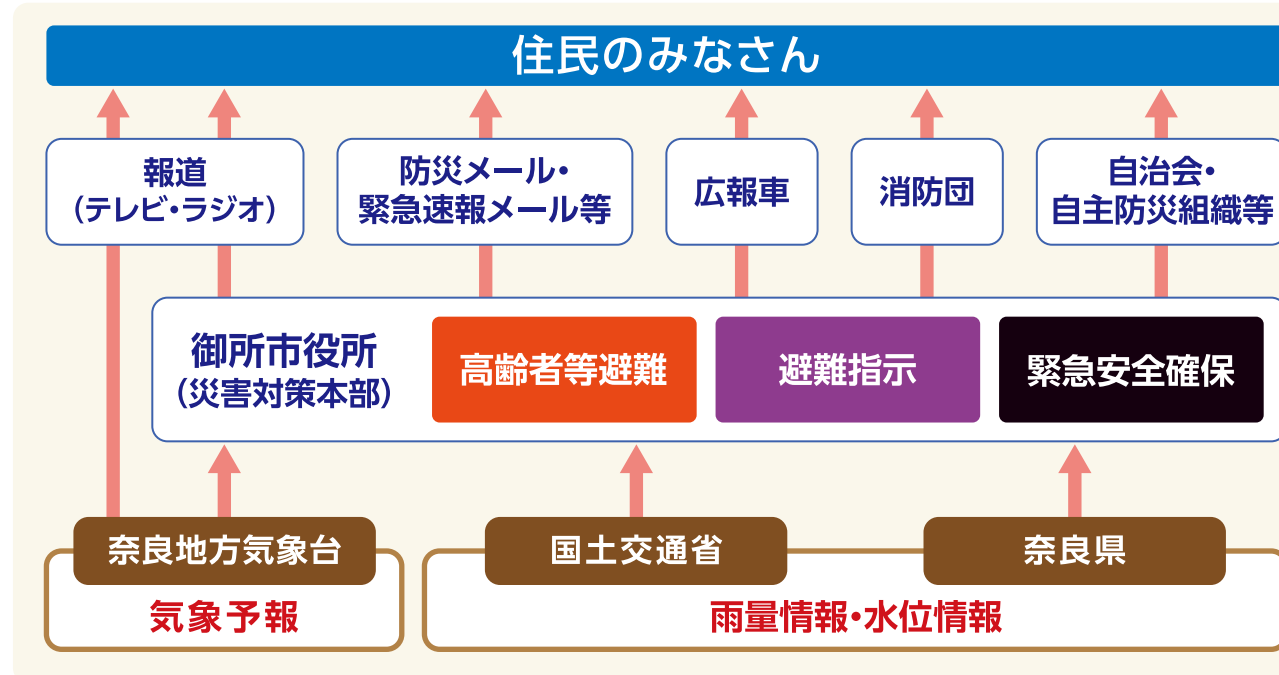 住民のみなさん
報道
（テレビ・ラジオ）
防災メール・
緊急速報メール等
広報車
消防団
自治会・
自主防災組織等
御所市役所
（災害対策本部）
高齢者等避難
避難指示
緊急安全確保
奈良地方気象台
国土交通省
奈良県
気象予報
雨量情報・水位情報